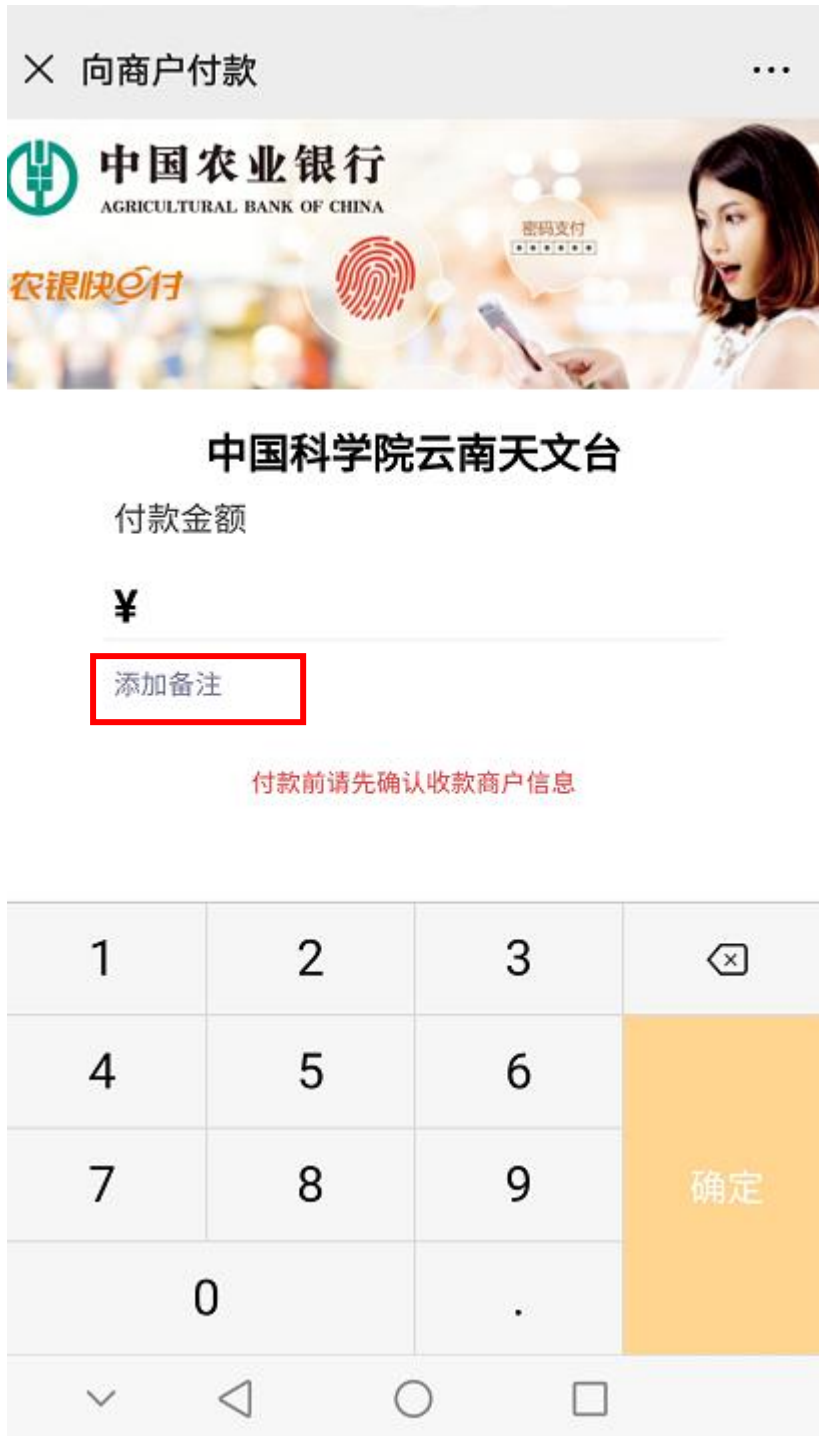 向商户付款
中国农业银行
AGRICULTURAL BANK OF CHINA
密码支付
农银快e付
中国科学院云南天文台
付款金额
¥
添加备注
付款前请先确认收款商户信息
1 2 3
4 5 6
7 8 9 确定
0 .